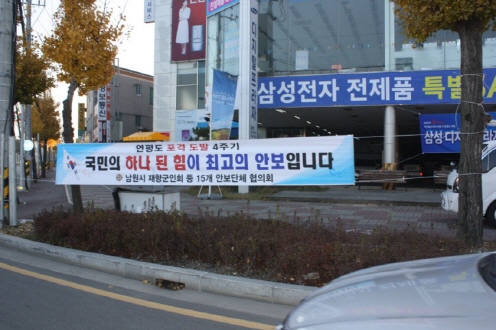 삼성전자 전제품 특별
삼성디지털
연평도 포격 도발 4주기
국민의 하나 된 힘이 최고의 안보입니다
남원시 재향군인회 등 15개 안보단체 협의회